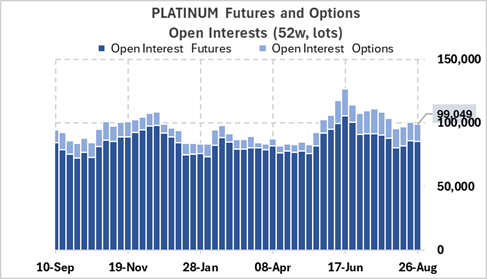 PLATINUM Futures and Options
Open Interests (52w, lots)
Open Interest Futures
Open Interest Options
150,000
99,049
100,000
50,000
0
10-Sep
19-Nov
28-Jan
08-Apr
17-Jun
26-Aug